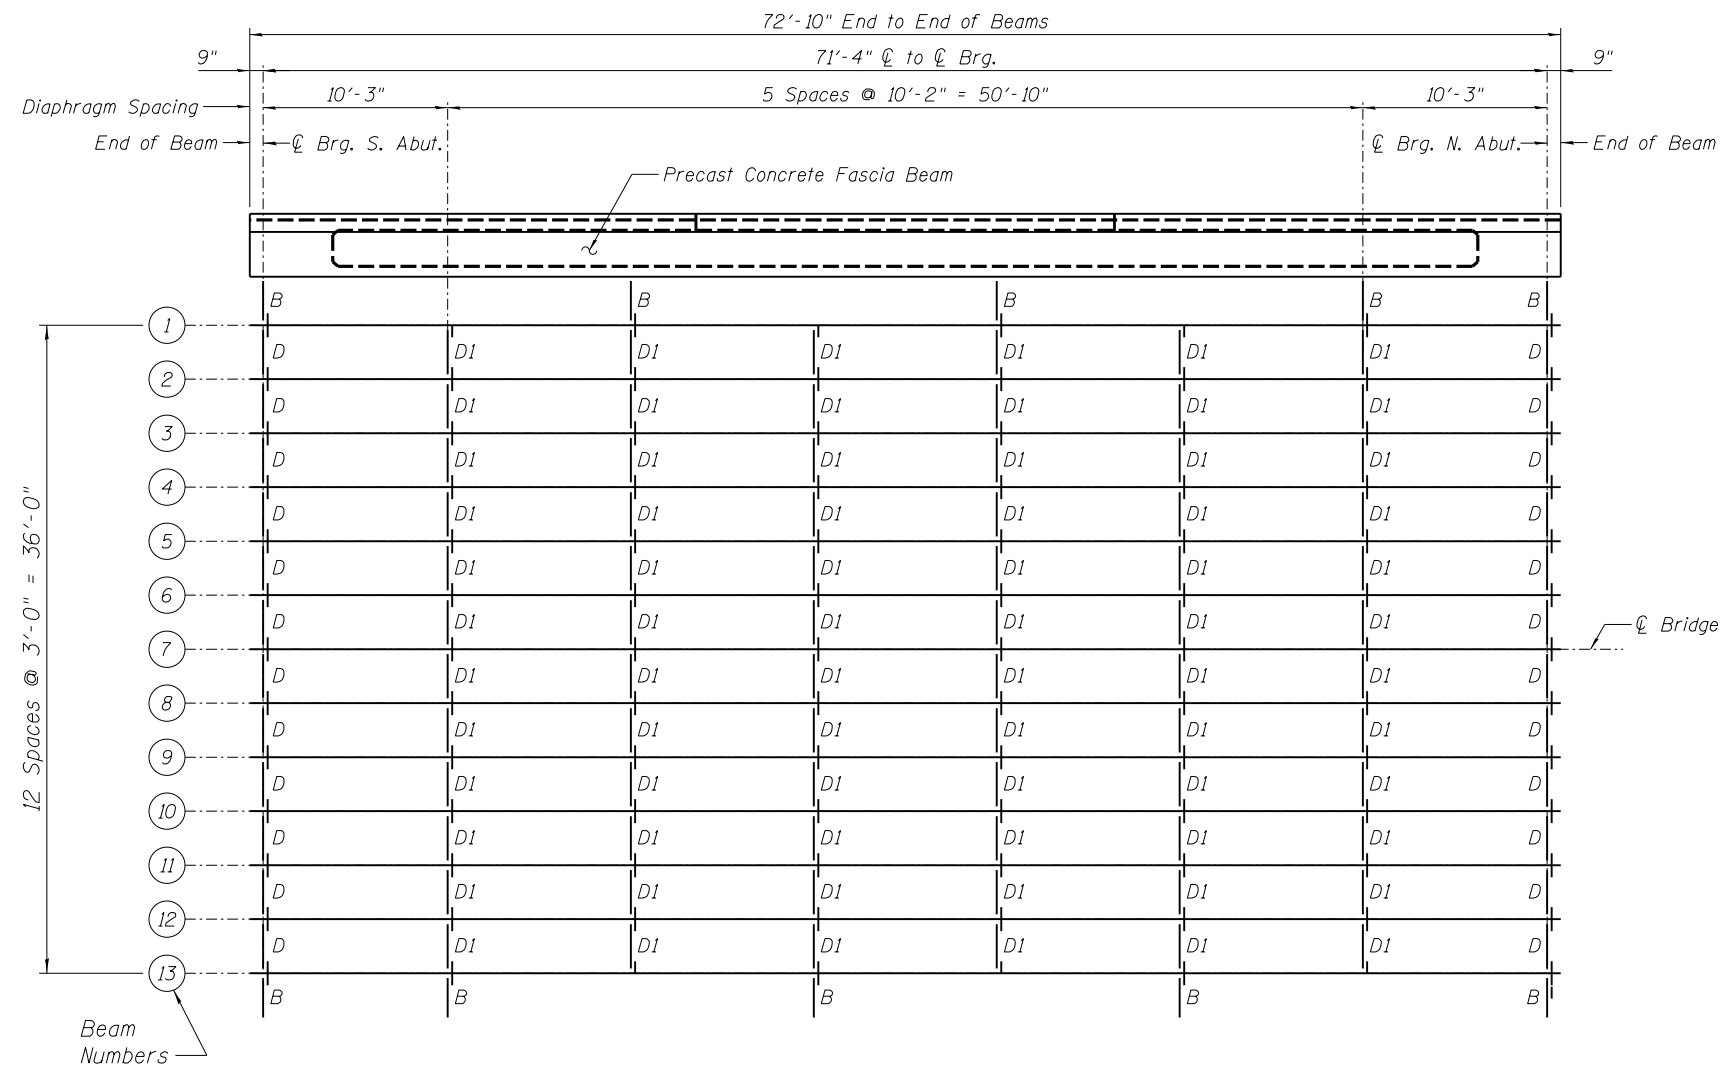 72'-10" End to End of Beams
9" 71'-4" ℄ to ℄ Brg. 9"
Diaphragm Spacing 10'-3" 5 Spaces @ 10'-2" = 50'-10" 10'-3"
End of Beam ℄ Brg. S. Abut. ℄ Brg. N. Abut. End of Beam
Precast Concrete Fascia Beam
B B B B B
1
D D1 D1 D1 D1 D1 D1 D
2
D D1 D1 D1 D1 D1 D1 D
3
D D1 D1 D1 D1 D1 D1 D
4
D D1 D1 D1 D1 D1 D1 D
5
D D1 D1 D1 D1 D1 D1 D
6
D D1 D1 D1 D1 D1 D1 D
℄ Bridge
7
D D1 D1 D1 D1 D1 D1 D
8
D D1 D1 D1 D1 D1 D1 D
9
D D1 D1 D1 D1 D1 D1 D
10
D D1 D1 D1 D1 D1 D1 D
11
D D1 D1 D1 D1 D1 D1 D
12
D D1 D1 D1 D1 D1 D1 D
13
B B B B B
12 Spaces @ 3'-0" = 36'-0"
Beam
Numbers